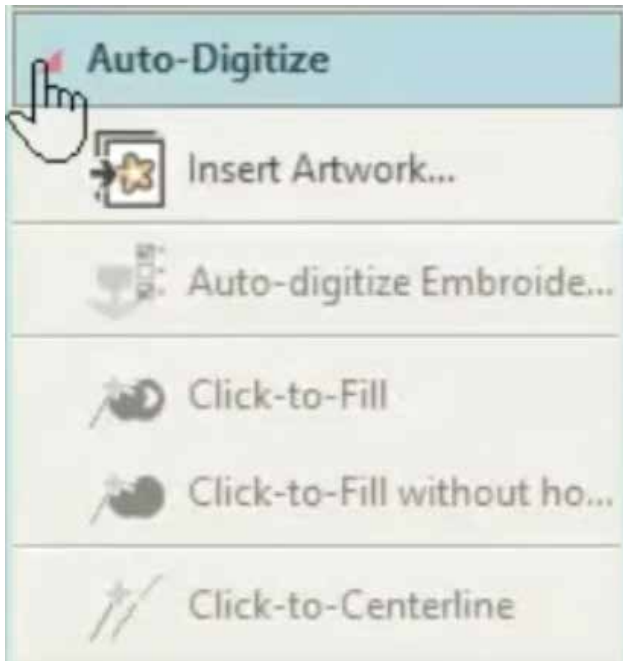 Auto-Digitize
Insert Artwork...
Auto-digitize Embroide...
Click-to-Fill
Click-to-Fill without ho...
Click-to-Centerline